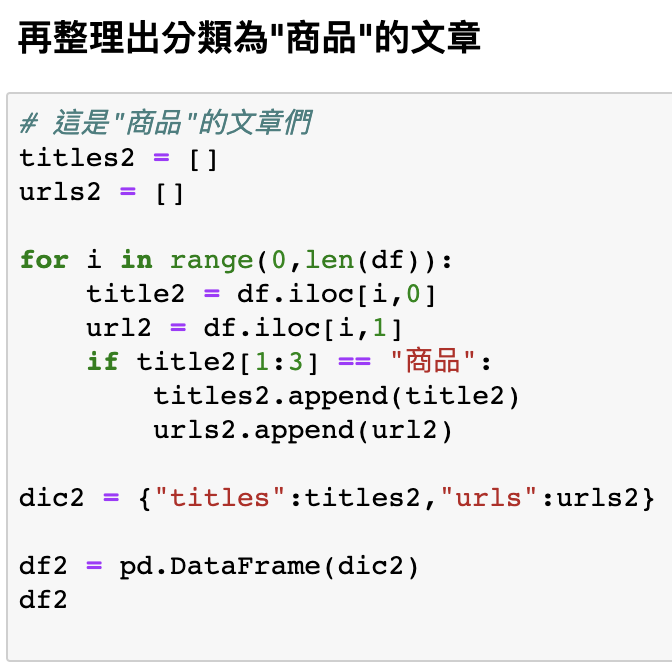 再整理出分類為"商品"的文章
# 這是"商品"的文章們
titles2 = []
urls2 = []
for i in range(0,len(df)):
    title2 = df.iloc[i,0]
    url2 = df.iloc[i,1]
    if title2[1:3] == "商品":
        titles2.append(title2)
        urls2.append(url2)
dic2 = {"titles":titles2,"urls":urls2}
df2 = pd.DataFrame(dic2)
df2